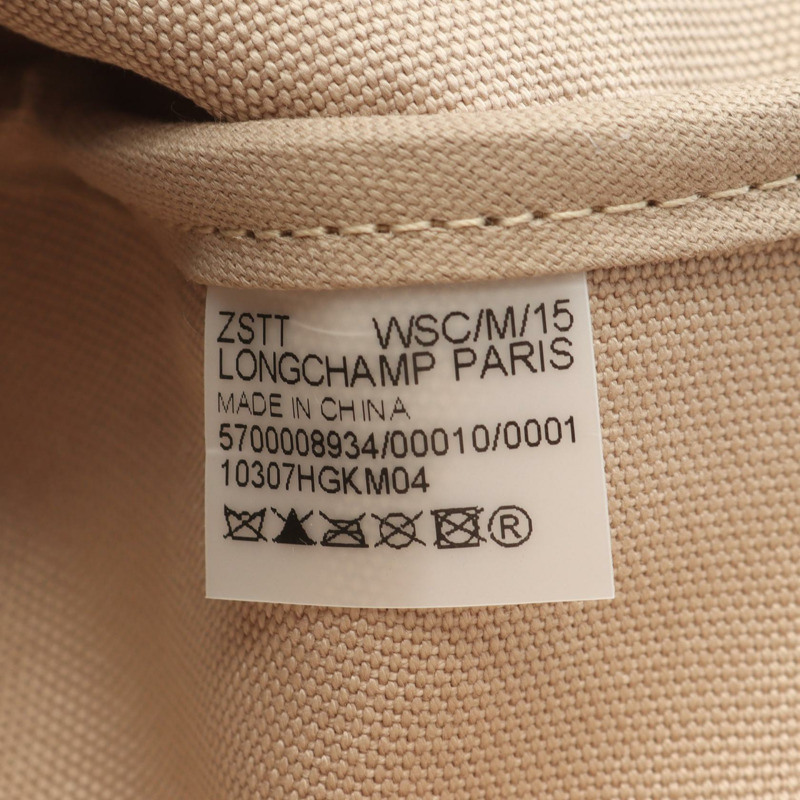 ZSTT WSC/M/15
LONGCHAMP PARIS
MADE IN CHINA
5700008934/00010/0001
10307HGKM04
®